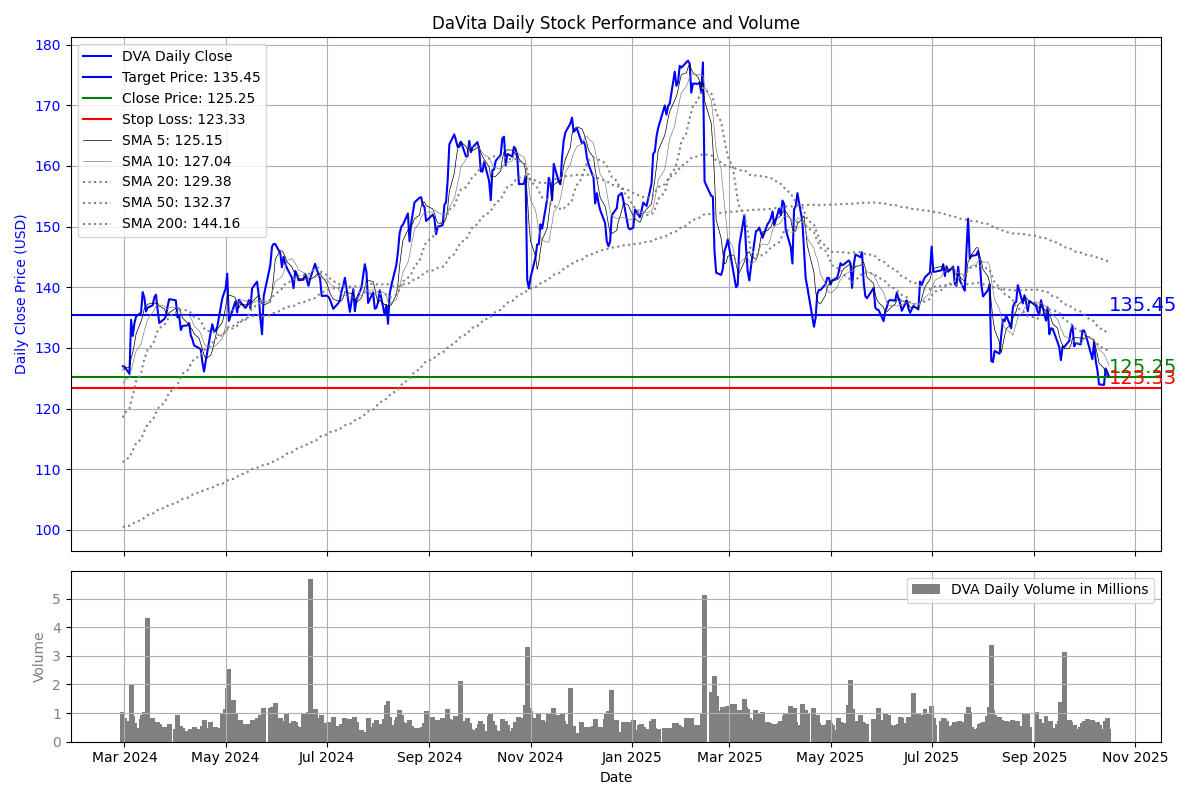 DaVita Daily Stock Performance and Volume
DVA Daily Close
Target Price: 135.45
Close Price: 125.25
Stop Loss: 123.33
SMA 5: 125.15
SMA 10: 127.04
SMA 20: 129.38
SMA 50: 132.37
SMA 200: 144.16
Daily Close Price (USD)
180
170
160
150
140
130
120
110
100
135.45
125.25
123.33
DVA Daily Volume in Millions
Volume
5
4
3
2
1
0
Mar 2024 May 2024 Jul 2024 Sep 2024 Nov 2024 Jan 2025 Mar 2025 May 2025 Jul 2025 Sep 2025 Nov 2025
Date